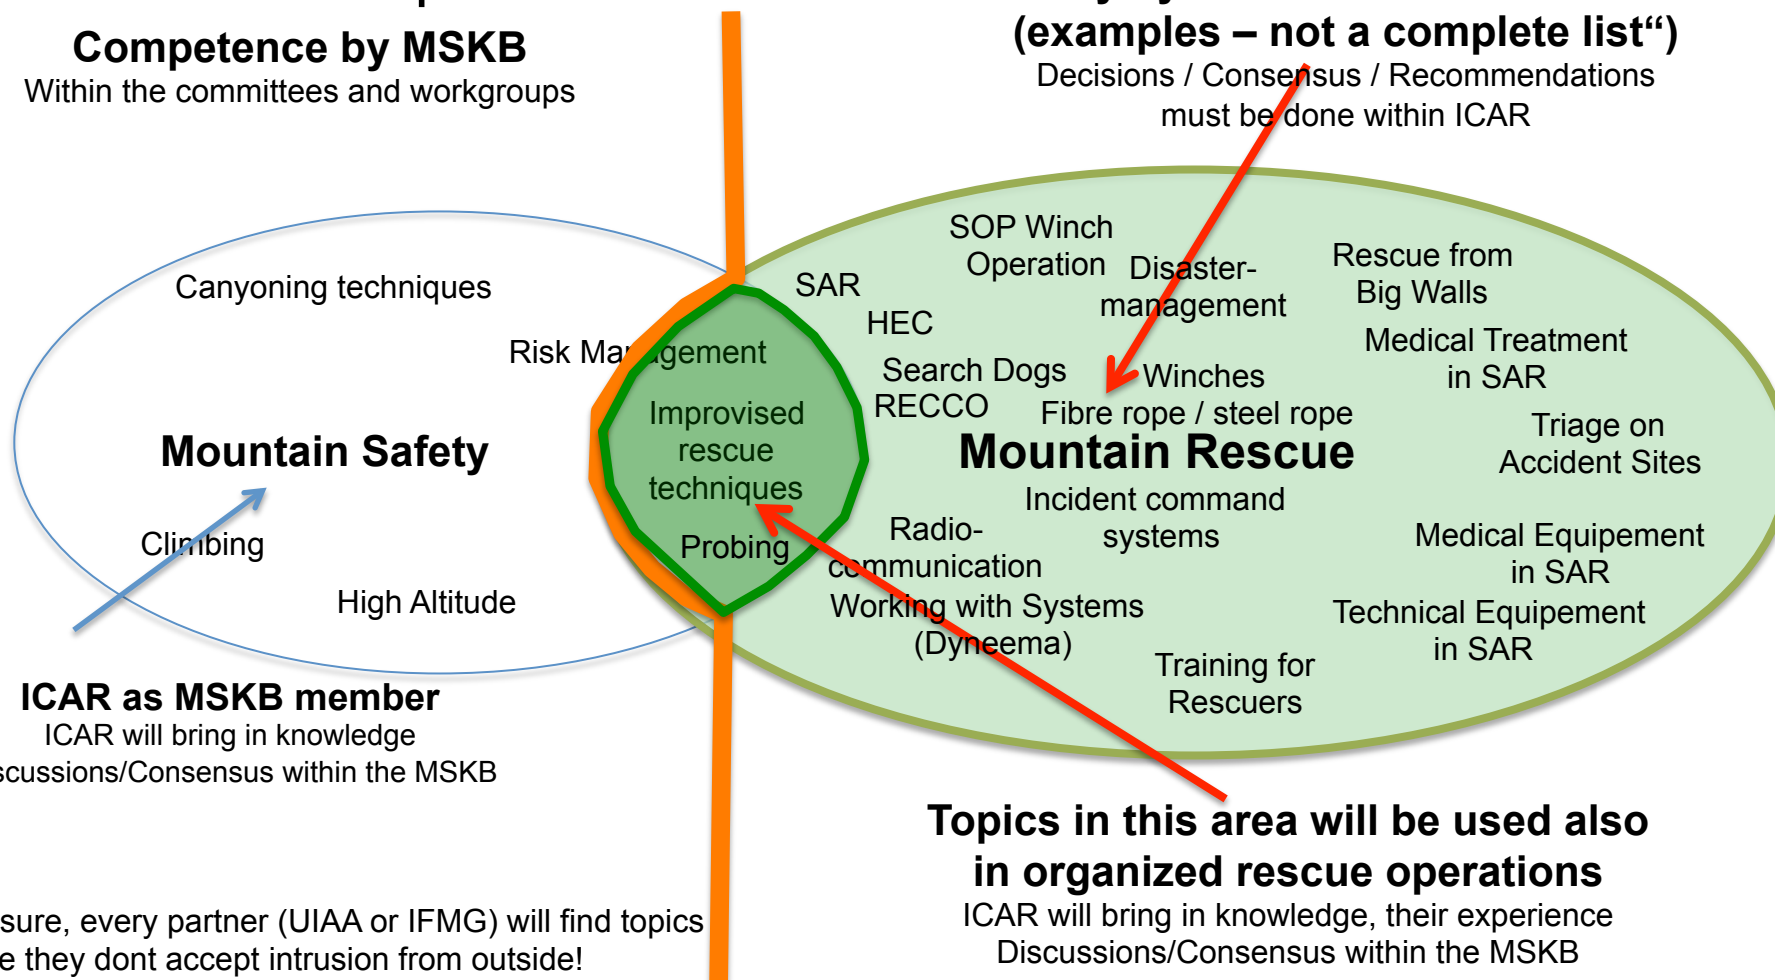 Competence by MSKB
Within the committees and workgroups
(examples – not a complete list“)
Decisions / Consensus / Recommendations
must be done within ICAR
Canyoning techniques
Risk Management
Mountain Safety
Climbing
High Altitude
Improvised
rescue
techniques
Probing
SOP Winch
Operation
SAR
HEC
Disaster-
management
Rescue from
Big Walls
Medical Treatment
in SAR
Search Dogs
RECCO
Winches
Fibre rope / steel rope
Mountain Rescue
Triage on
Accident Sites
Incident command
systems
Radio-
communication
Medical Equipement
in SAR
Working with Systems
(Dyneema)
Technical Equipement
in SAR
Training for
Rescuers
ICAR as MSKB member
ICAR will bring in knowledge
scussions/Consensus within the MSKB
Topics in this area will be used also
in organized rescue operations
ICAR will bring in knowledge, their experience
Discussions/Consensus within the MSKB
sure, every partner (UIAA or IFMG) will find topics
e they dont accept intrusion from outside!